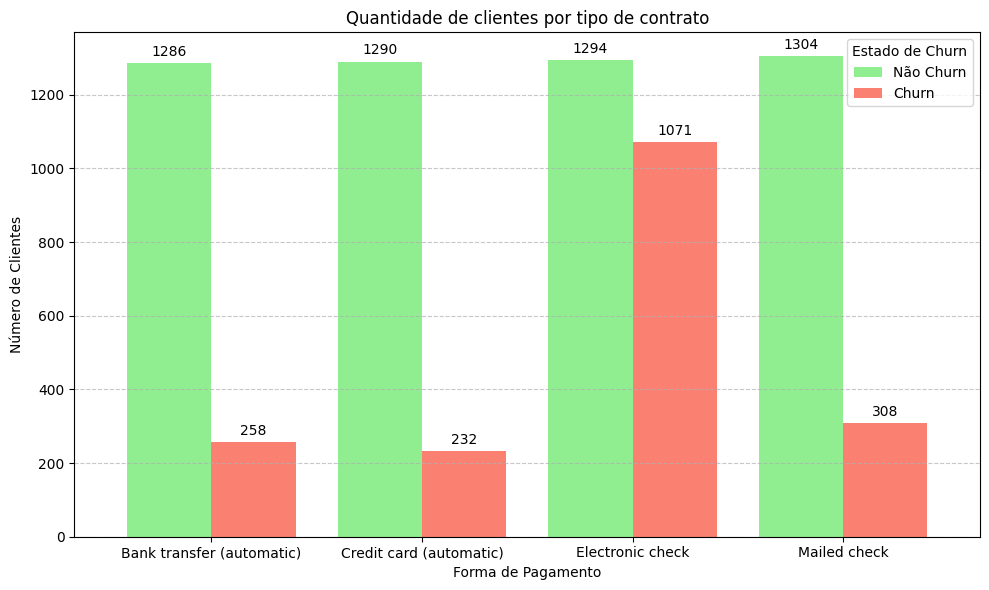 Quantidade de clientes por tipo de contrato
Número de Clientes
1200
1000
800
600
400
200
0
1286
258
1290
232
1294
1071
1304
308
Estado de Churn
Não Churn
Churn
Bank transfer (automatic)
Credit card (automatic)
Electronic check
Mailed check
Forma de Pagamento